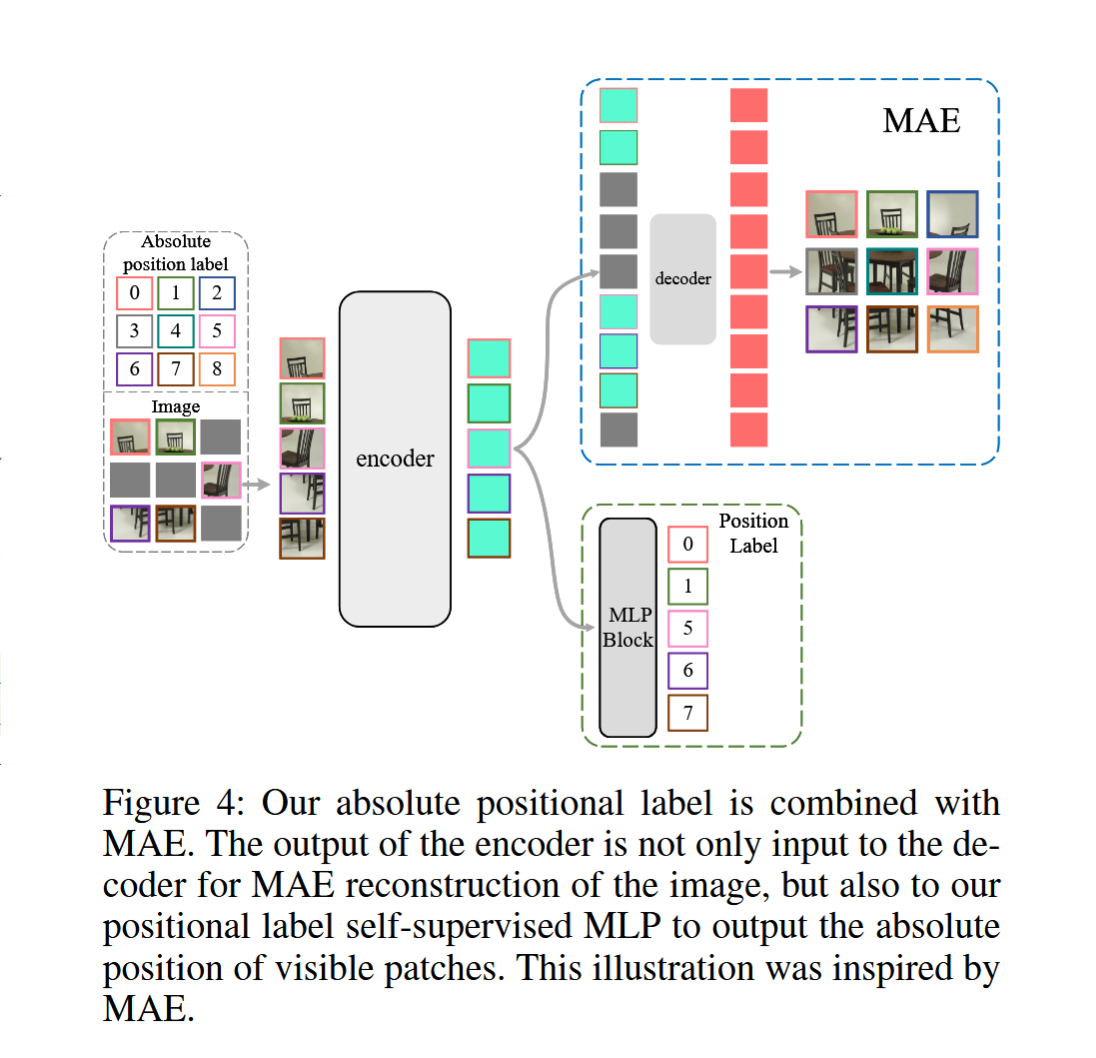 Absolute
position label
0 1 2
3 4 5
6 7 8
Image
encoder
MAE
decoder
MLP
Block
Position
Label
0
1
5
6
7
Figure 4: Our absolute positional label is combined with
MAE. The output of the encoder is not only input to the de-
coder for MAE reconstruction of the image, but also to our
positional label self-supervised MLP to output the absolute
position of visible patches. This illustration was inspired by
MAE.